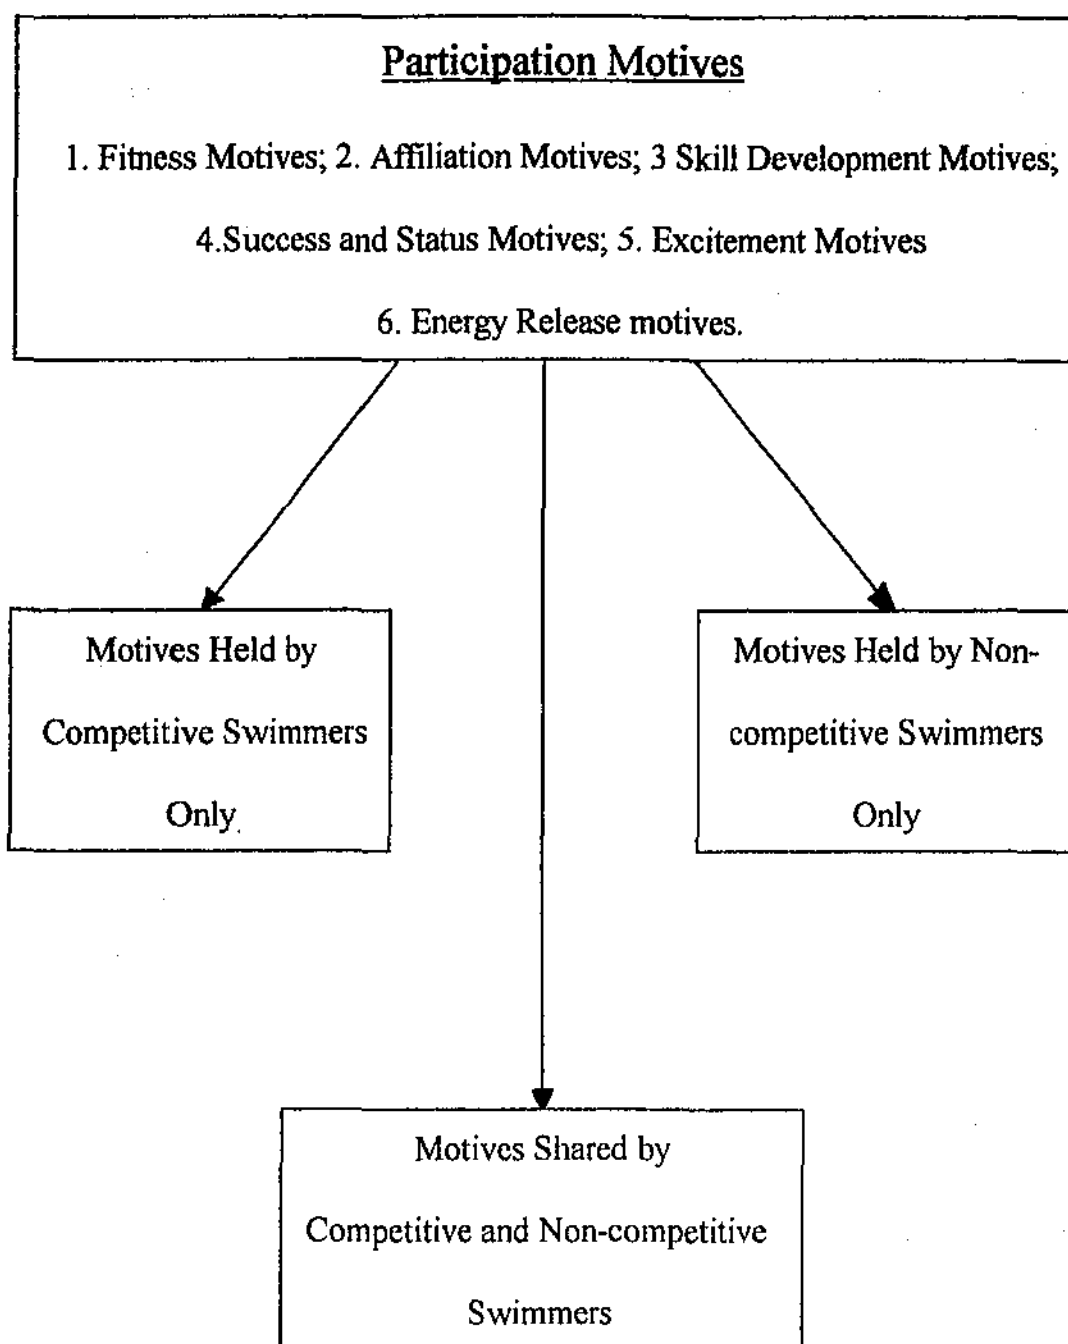 Participation Motives
1. Fitness Motives; 2. Affiliation Motives; 3 Skill Development Motives;
4.Success and Status Motives; 5. Excitement Motives
6. Energy Release motives.
Motives Held by
Competitive Swimmers
Only
Motives Held by Non-
competitive Swimmers
Only
Motives Shared by
Competitive and Non-competitive
Swimmers